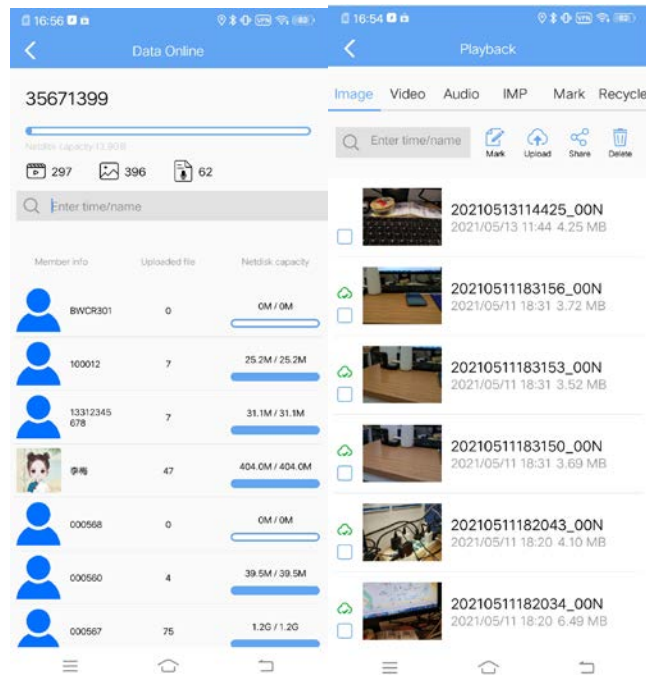 16:56
VPN
Data Online
35671399
Netdisk capacity:13.9GB
297 396 62
Enter time/name
Member info Uploaded file Netdisk capacity
BWCR301 0 0M / 0M
100012 7 25.2M / 25.2M
13312345
678 7 31.1M / 31.1M
李梅 47 404.0M / 404.0M
000568 0 0M / 0M
000560 4 39.5M / 39.5M
000567 75 1.2G / 1.2G
16:54
VPN
Playback
Image Video Audio IMP Mark Recycle
Enter time/name
Mark Upload Share Delete
20210513114425_00N
2021/05/13 11:44 4.25 MB
20210511183156_00N
2021/05/11 18:31 3.72 MB
20210511183153_00N
2021/05/11 18:31 3.52 MB
20210511183150_00N
2021/05/11 18:31 3.69 MB
20210511182043_00N
2021/05/11 18:20 4.10 MB
20210511182034_00N
2021/05/11 18:20 6.49 MB